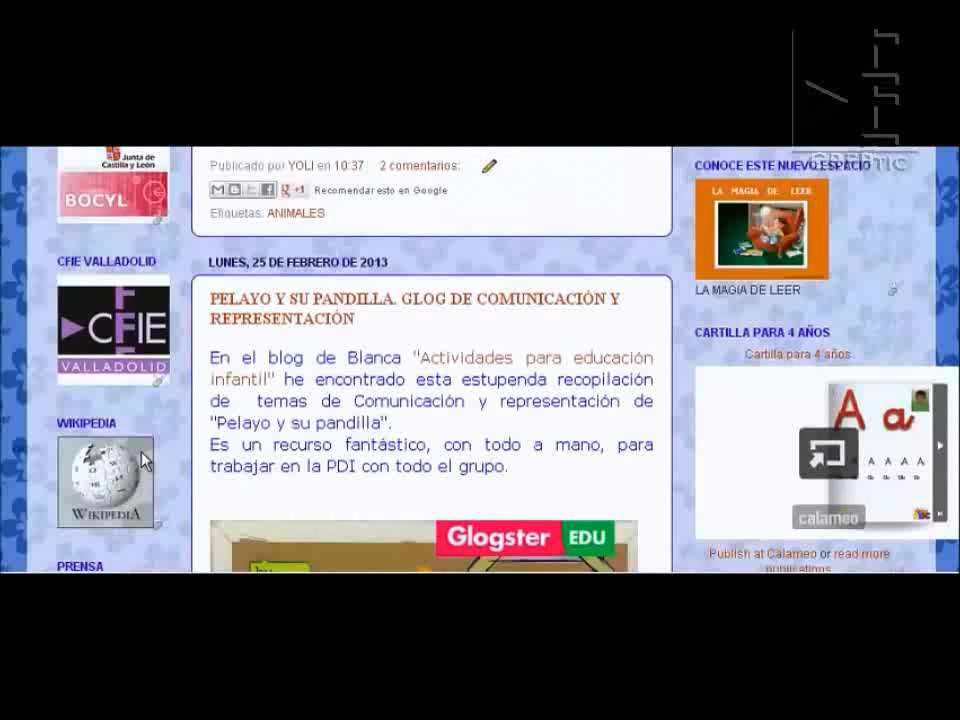 Junta de
Castilla y León
BOCYL
CFIE VALLADOLID
CFIE
VALLADOLID
WIKIPEDIA
WIKIPEDIA
PRENSA
Publicado por YOLI en 10:37 2 comentarios:
g +1 Recomendar esto en Google
Etiquetas: ANIMALES
LUNES, 25 DE FEBRERO DE 2013
PELAYO Y SU PANDILLA. GLOG DE COMUNICACIÓN Y
REPRESENTACIÓN
En el blog de Blanca "Actividades para educación
infantil" he encontrado esta estupenda recopilación
de temas de Comunicación y representación de
"Pelayo y su pandilla".
Es un recurso fantástico, con todo a mano, para
trabajar en la PDI con todo el grupo.
Glogster EDU
CONOCE ESTE NUEVO ESPACIO
LA MAGIA DE LEER
LA MAGIA DE LEER
CARTILLA PARA 4 AÑOS
Cartilla para 4 años
A a
A A A A A
calameo
Publish at Calameo or read more
publications.